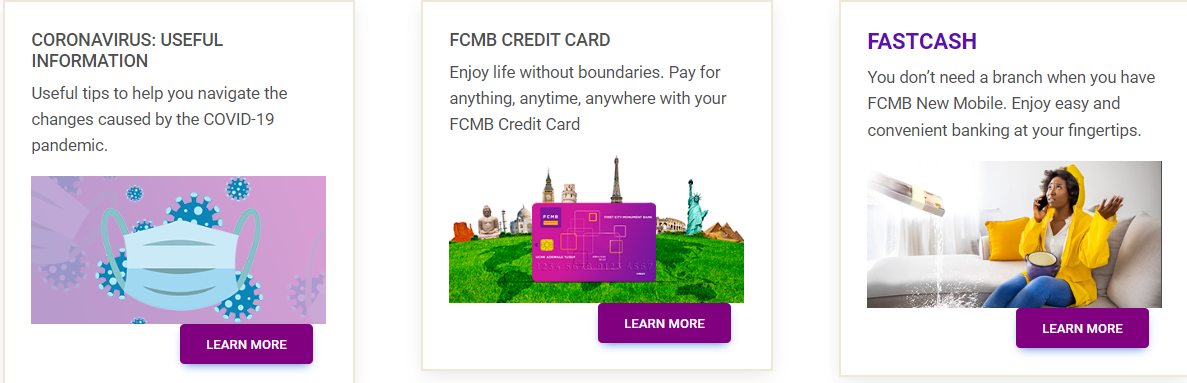 CORONAVIRUS: USEFUL
INFORMATION
Useful tips to help you navigate the
changes caused by the COVID-19
pandemic.
LEARN MORE
FCMB CREDIT CARD
Enjoy life without boundaries. Pay for
anything, anytime, anywhere with your
FCMB Credit Card
FCMB
FIRST CITY MONUMENT BANK
LEARN MORE
FASTCASH
You don’t need a branch when you have
FCMB New Mobile. Enjoy easy and
convenient banking at your fingertips.
LEARN MORE